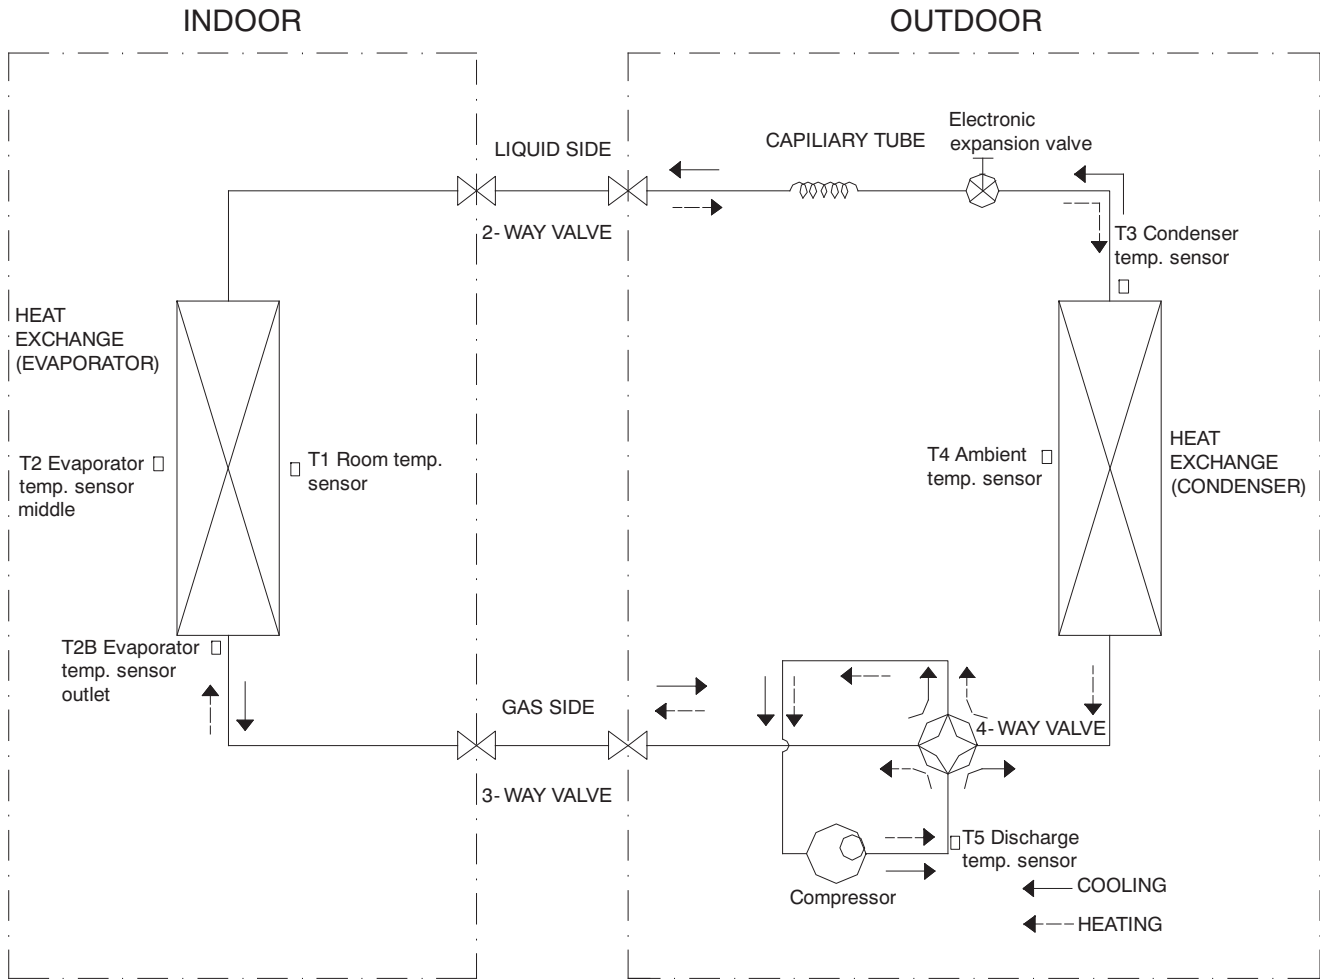 INDOOR
OUTDOOR
Electronic
expansion valve
CAPILIARY TUBE
LIQUID SIDE
2- WAY VALVE
T3 Condenser
temp. sensor
HEAT
EXCHANGE
(EVAPORATOR)
T2 Evaporator
temp. sensor
middle
T1 Room temp.
sensor
T4 Ambient
temp. sensor
HEAT
EXCHANGE
(CONDENSER)
T2B Evaporator
temp. sensor
outlet
GAS SIDE
3- WAY VALVE
4- WAY VALVE
T5 Discharge
temp. sensor
Compressor
COOLING
HEATING